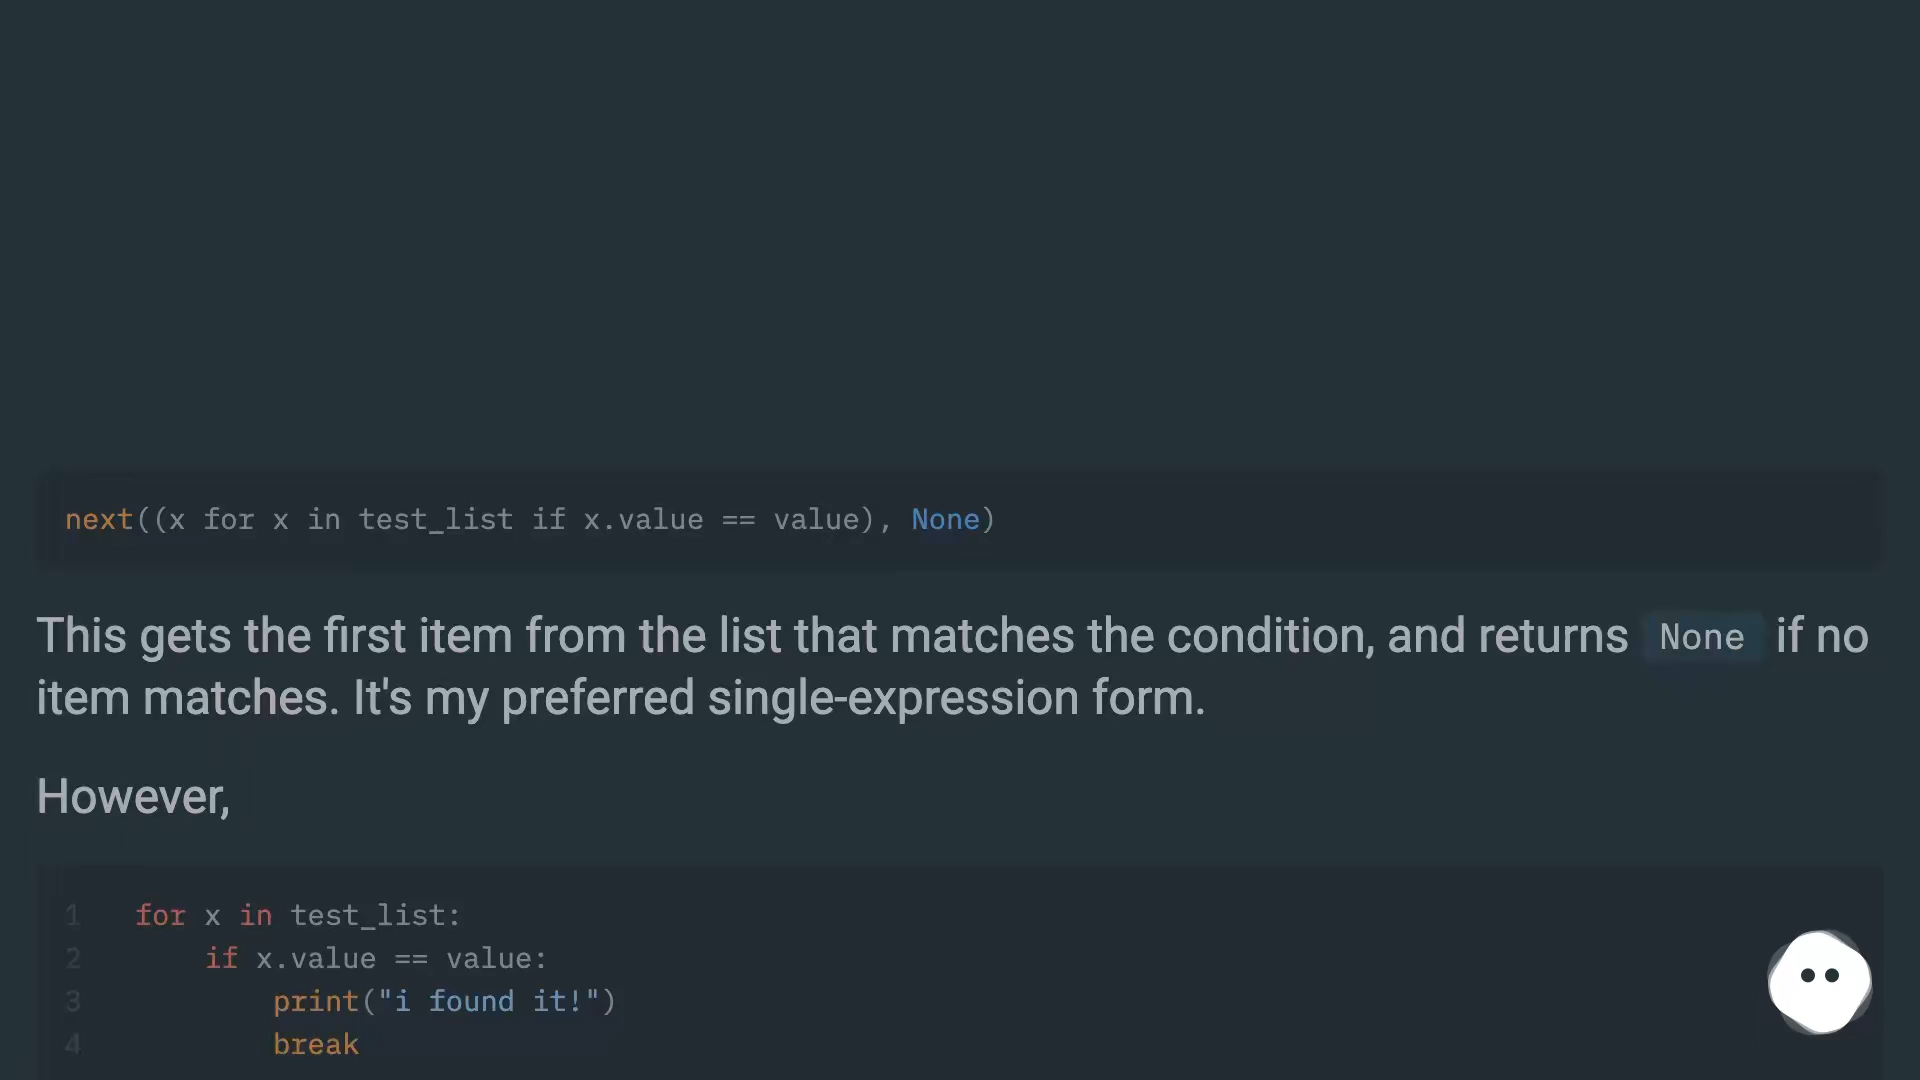 next((x for x in test_list if x.value == value), None)
This gets the first item from the list that matches the condition, and returns None if no
item matches. It's my preferred single-expression form.
However,
1 for x in test_list:
2 if x.value == value:
3 print("i found it!")
4 break